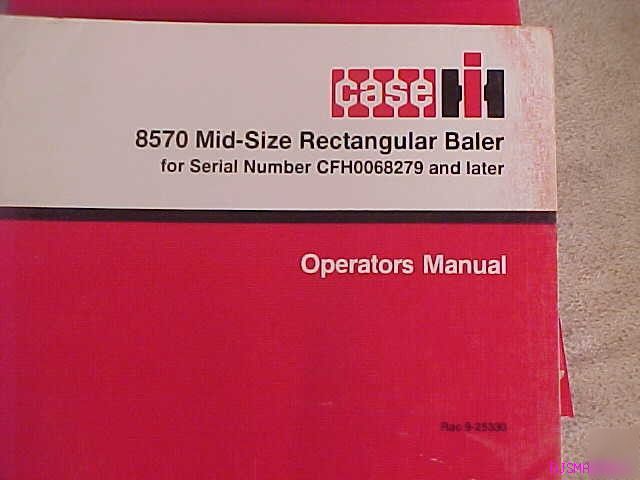 case IH
8570 Mid-Size Rectangular Baler
for Serial Number CFH0068279 and later
Operators Manual
Rac 9-25330